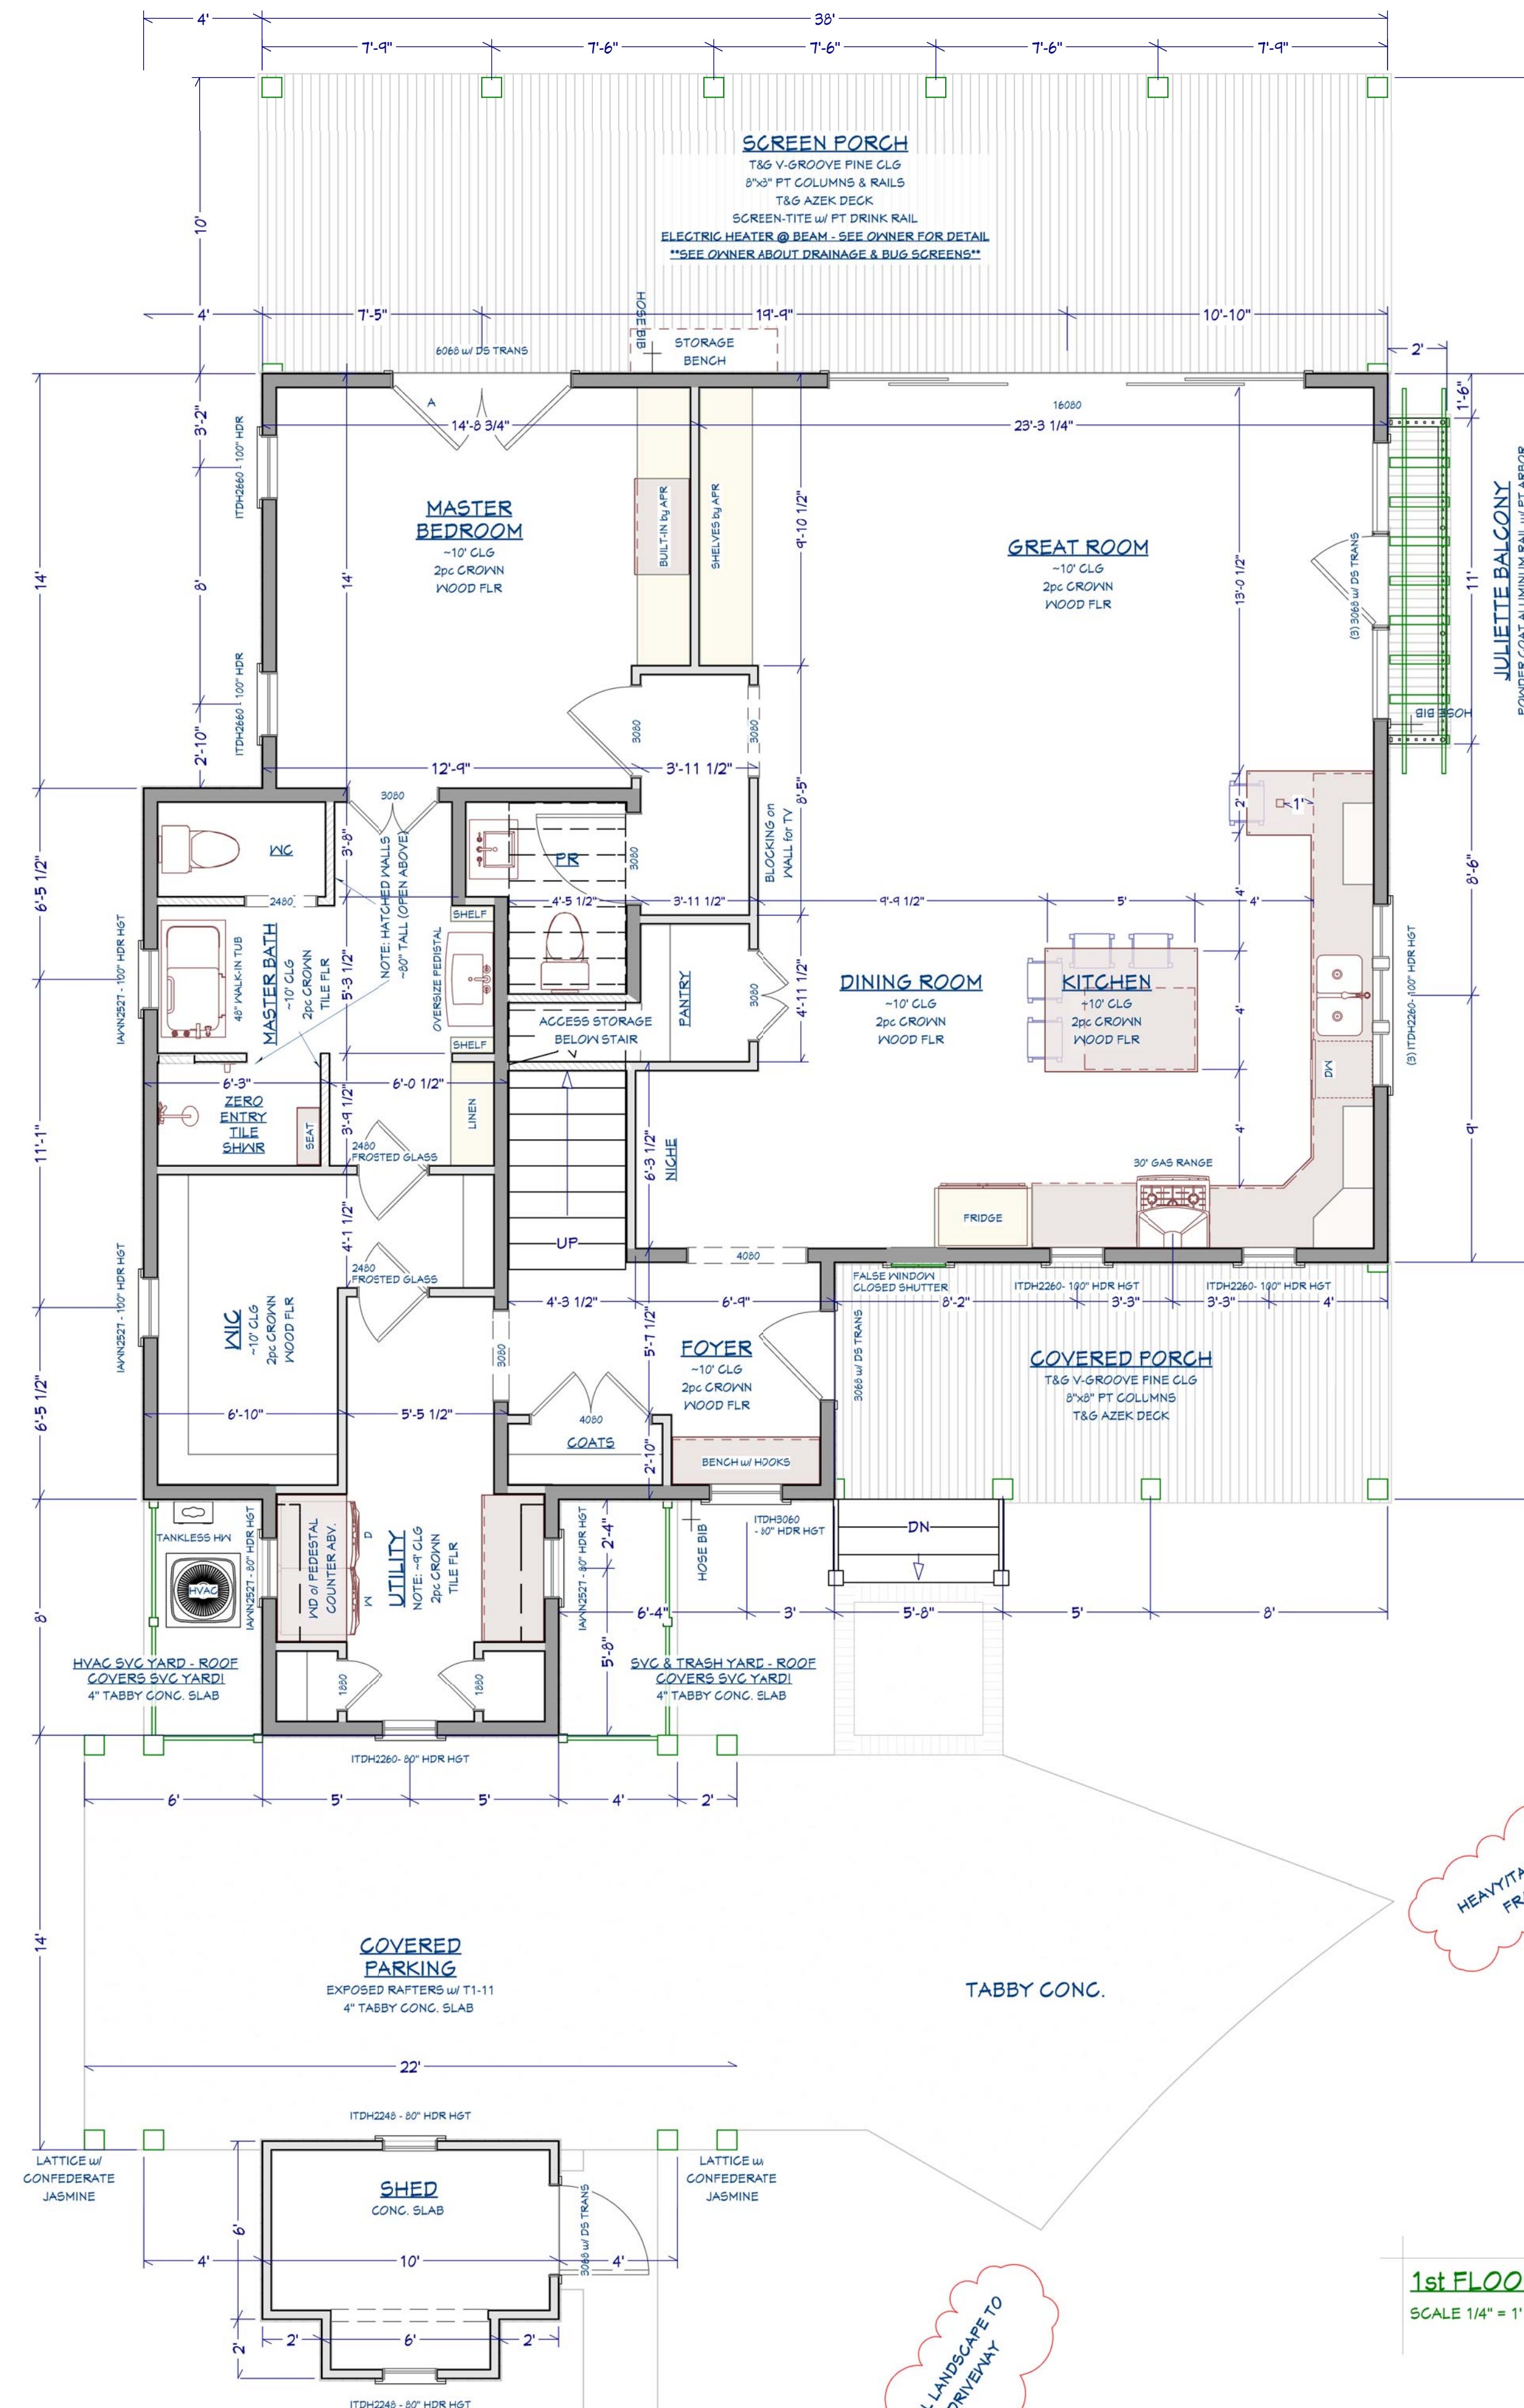 4'
38'
7'-9"
7'-6"
7'-6"
7'-6"
7'-9"
SCREEN PORCH
T&G V-GROOVE PINE CLG
8"x8" PT COLUMNS & RAILS
T&G AZEK DECK
SCREEN-TITE w/ PT DRINK RAIL
ELECTRIC HEATER @ BEAM - SEE OWNER FOR DETAIL
**SEE OWNER ABOUT DRAINAGE & BUG SCREENS**
10'
4'
7'-5"
19'-9"
10'-10"
HOSE BIB
6068 w/ DS TRANS
STORAGE
BENCH
2'
1'-6"
3'-2"
ITDH2660 - 100" HDR
A
16080
14'-8 3/4"
23'-3 1/4"
MASTER
BEDROOM
~10' CLG
2pc CROWN
WOOD FLR
BUILT-IN by APR
SHELVES by APR
9'-10 1/2"
GREAT ROOM
~10' CLG
2pc CROWN
WOOD FLR
13'-0 1/2"
(3) 3068 w/ DS TRANS
11'
JULIETTE BALCONY
POWDER COAT ALUMINUM RAIL w/ PT ARBOR
HOSE BIB
14'
8'
14'
ITDH2660 - 100" HDR
2'-10"
3080
3080
12'-9"
3'-11 1/2"
3080
8'-5"
BLOCKING on
WALL for TV
2'
1'
WC
3'-8"
NOTE: HATCHED WALLS
~80" TALL (OPEN ABOVE)
PR
3080
2480
4'-5 1/2"
3'-11 1/2"
9'-9 1/2"
5'
4'
4'
8'-6"
6'-5 1/2"
IAWN2527 - 100" HDR HGT
48" WALK-IN TUB
MASTER BATH
~10' CLG
2pc CROWN
TILE FLR
5'-3 1/2"
SHELF
OVERSIZE PEDESTAL
SHELF
ACCESS STORAGE
BELOW STAIR
PANTRY
3080
4'-11 1/2"
DINING ROOM
~10' CLG
2pc CROWN
WOOD FLR
KITCHEN
~10' CLG
2pc CROWN
WOOD FLR
4'
DW
(3) ITDH2260- 100" HDR HGT
6'-3"
6'-0 1/2"
ZERO
ENTRY
TILE
SHWR
SEAT
3'-9 1/2"
LINEN
2480
FROSTED GLASS
11'-1"
6'-3 1/2"
NICHE
4'
9'
30" GAS RANGE
FRIDGE
4'-1 1/2"
UP
4080
2480
FROSTED GLASS
FALSE WINDOW
CLOSED SHUTTER
ITDH2260- 100" HDR HGT
ITDH2260- 100" HDR HGT
4'-3 1/2"
6'-9"
8'-2"
3'-3"
3'-3"
4'
IAWN2527 - 100" HDR HGT
WIC
~10' CLG
2pc CROWN
WOOD FLR
3080
5'-7 1/2"
FOYER
~10' CLG
2pc CROWN
WOOD FLR
3068 w/ DS TRANS
COVERED PORCH
T&G V-GROOVE PINE CLG
8"x8" PT COLUMNS
T&G AZEK DECK
6'-5 1/2"
6'-10"
5'-5 1/2"
4080
COATS
2'-10"
BENCH w/ HOOKS
TANKLESS HW
HVAC
IAWN2527 - 80" HDR HGT
WD o/ PEDESTAL
COUNTER ABV.
D
W
UTILITY
NOTE: ~9' CLG
2pc CROWN
TILE FLR
IAWN2527 - 80" HDR HGT
2'-4"
HOSE BIB
ITDH3060
- 80" HDR HGT
DN
8'
6'-4"
3'
5'-8"
5'
8'
5'-8"
HVAC SVC YARD - ROOF
COVERS SVC YARD!
4" TABBY CONC. SLAB
1880
1880
SVC & TRASH YARD - ROOF
COVERS SVC YARD!
4" TABBY CONC. SLAB
ITDH2260- 80" HDR HGT
6'
5'
5'
4'
2'
14'
COVERED
PARKING
EXPOSED RAFTERS w/ T1-11
4" TABBY CONC. SLAB
TABBY CONC.
22'
ITDH2248 - 80" HDR HGT
LATTICE w/
CONFEDERATE
JASMINE
LATTICE w/
CONFEDERATE
JASMINE
SHED
CONC. SLAB
6'
3068 w/ DS TRANS
4'
10'
4'
2'
2'
6'
2'
ITDH2248 - 80" HDR HGT
LANDSCAPE TO
DRIVEWAY
1st FLOO
SCALE 1/4" = 1'